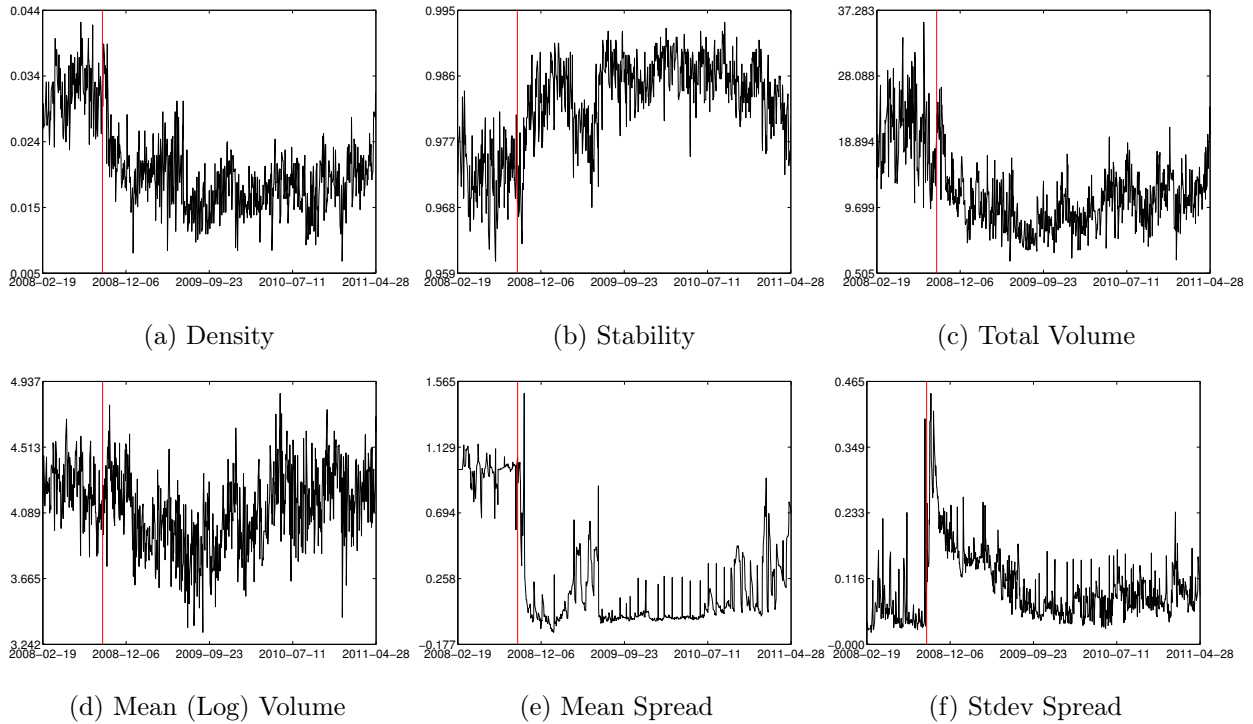 0.044
0.034
0.024
0.015
0.005
2008−02−19 2008−12−06 2009−09−23 2010−07−11 2011−04−28
(a) Density
0.995
0.986
0.977
0.968
0.959
2008−02−19 2008−12−06 2009−09−23 2010−07−11 2011−04−28
(b) Stability
37.283
28.088
18.894
9.699
0.505
2008−02−19 2008−12−06 2009−09−23 2010−07−11 2011−04−28
(c) Total Volume
4.937
4.513
4.089
3.665
3.242
2008−02−19 2008−12−06 2009−09−23 2010−07−11 2011−04−28
(d) Mean (Log) Volume
1.565
1.129
0.694
0.258
−0.177
2008−02−19 2008−12−06 2009−09−23 2010−07−11 2011−04−28
(e) Mean Spread
0.465
0.349
0.233
0.116
−0.000
2008−02−19 2008−12−06 2009−09−23 2010−07−11 2011−04−28
(f) Stdev Spread